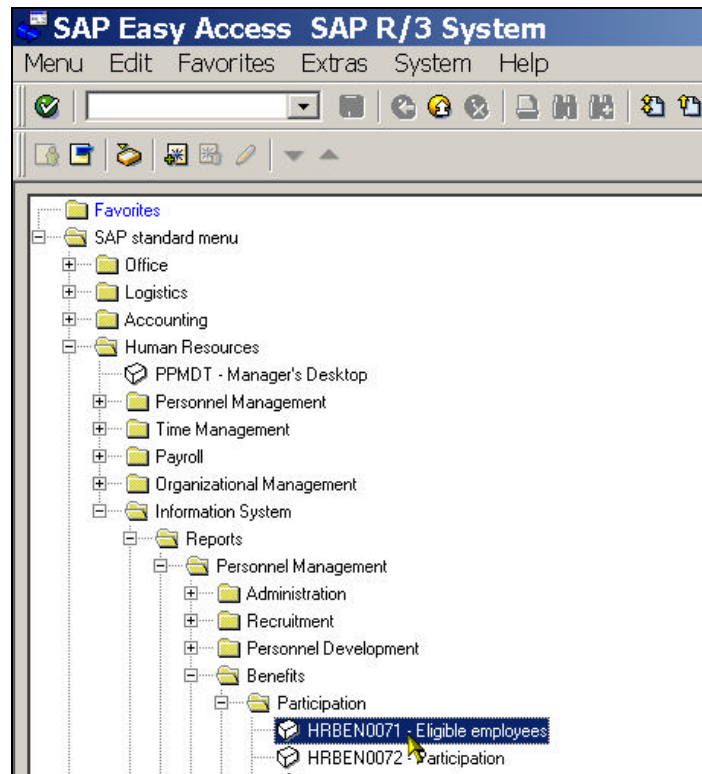 SAP Easy Access SAP R/3 System
Menu Edit Favorites Extras System Help
Favorites
SAP standard menu
Office
Logistics
Accounting
Human Resources
PPMDT - Manager's Desktop
Personnel Management
Time Management
Payroll
Organizational Management
Information System
Reports
Personnel Management
Administration
Recruitment
Personnel Development
Benefits
Participation
HRBEN0071 - Eligible employees
HRBEN0072 - Participation